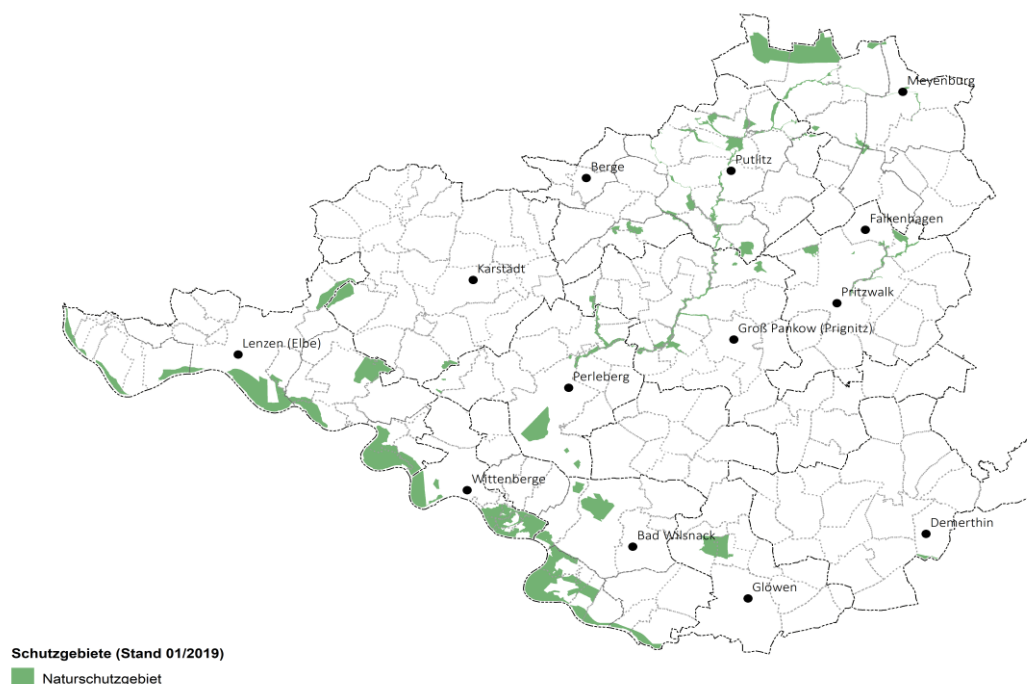 Meyenburg
Putlitz
Berge
Falkenhagen
Karstädt
Pritzwalk
Groß Pankow (Prignitz)
Lenzen (Elbe)
Perleberg
Wittenberge
Demerthin
Bad Wilsnack
Glöwen
Schutzgebiete (Stand 01/2019)
Naturschutzgebiet